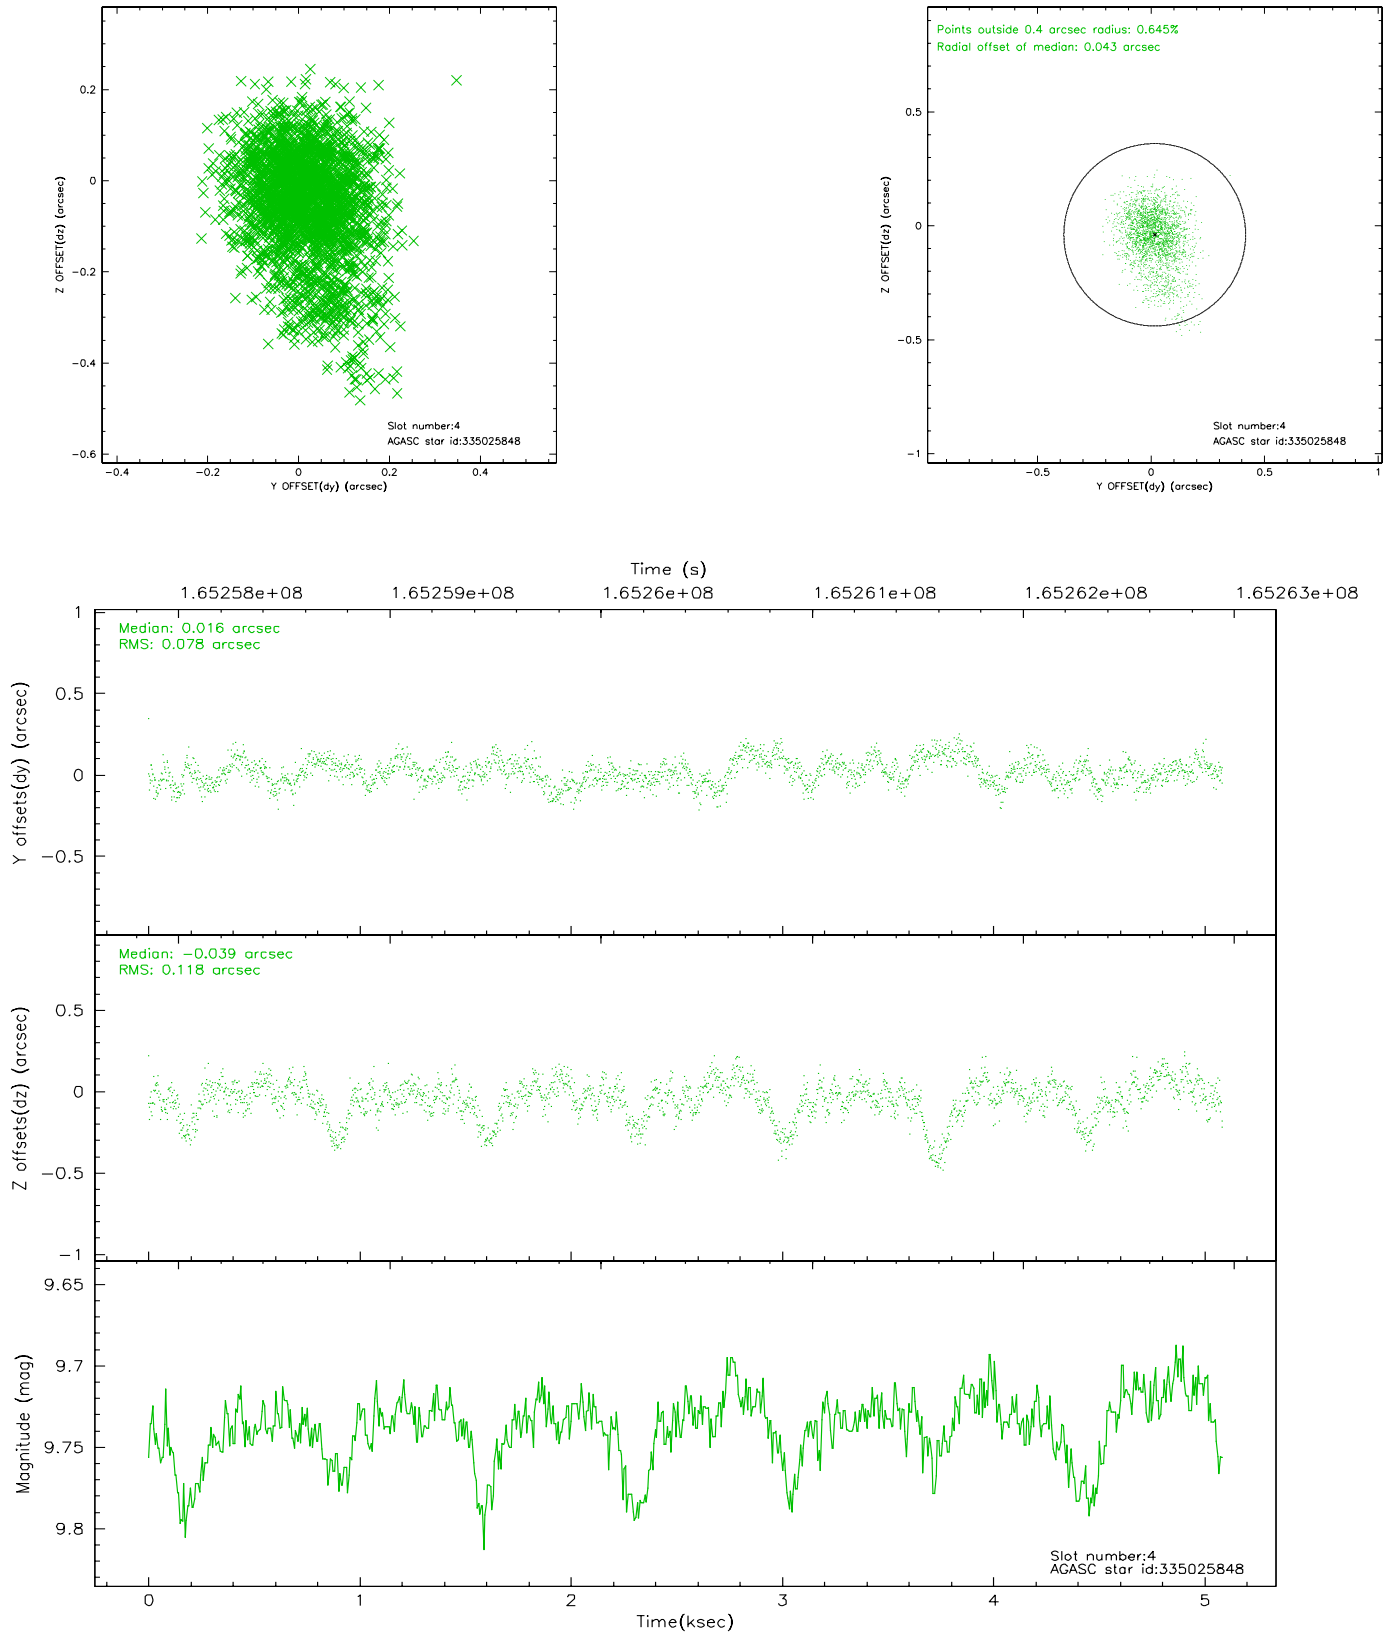 0.2
0
−0.2
−0.4
−0.6
Z OFFSET(dz) (arcsec)
Slot number:4
AGASC star id:335025848
−0.4 −0.2 0 0.2 0.4
Y OFFSET(dy) (arcsec)
Points outside 0.4 arcsec radius: 0.645%
Radial offset of median: 0.043 arcsec
0.5
0
−0.5
−1
Z OFFSET(dz) (arcsec)
Slot number:4
AGASC star id:335025848
−0.5 0 0.5 1
Y OFFSET(dy) (arcsec)
Time (s)
1.65258e+08 1.65259e+08 1.6526e+08 1.65261e+08 1.65262e+08 1.65263e+08
Median: 0.016 arcsec
RMS: 0.078 arcsec
1
0.5
0
−0.5
Y offsets(dy) (arcsec)
Median: −0.039 arcsec
RMS: 0.118 arcsec
0.5
0
−0.5
−1
Z offsets(dz) (arcsec)
9.65
9.7
9.75
9.8
Magnitude (mag)
Slot number:4
AGASC star id:335025848
0 1 2 3 4 5
Time(ksec)